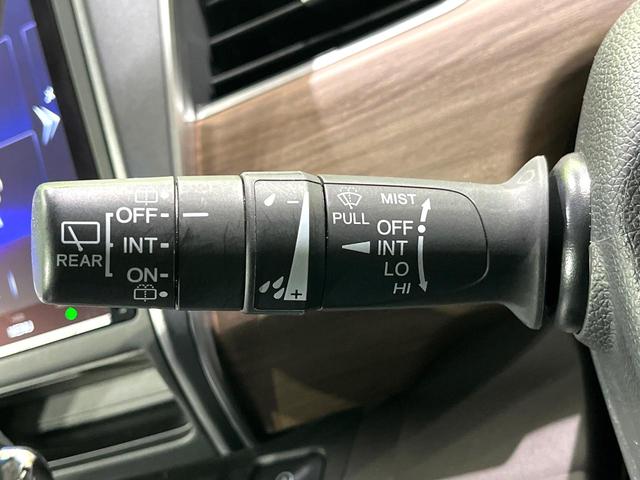 REAR
OFF
INT
ON
- +
PULL
MIST
OFF
INT
LO
HI